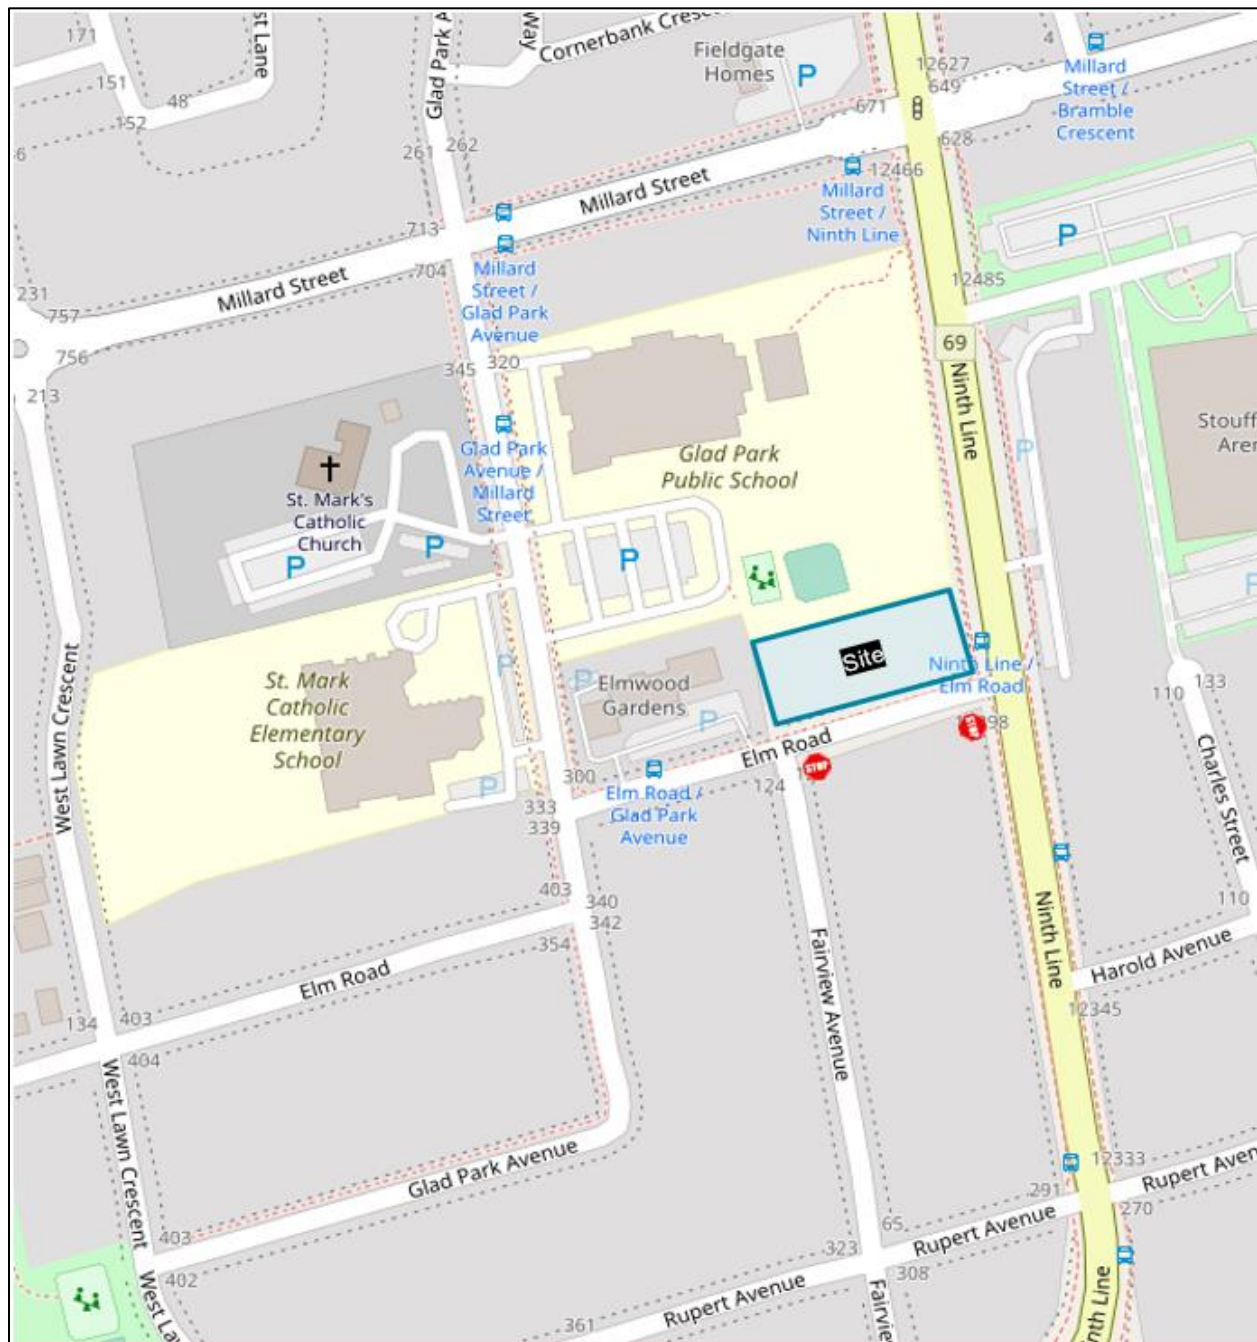 171
st Lane
Glad Park A
Way
Cornerbank Cresc
Fieldgate
Homes
P
12627
649
4
Millard
Street /
Bramble
Crescent
151
48
152
261
262
671
628
12466
Millard Street
Millard
Street /
Ninth Line
713
704
Millard Street
Millard
Street /
Glad Park
Avenue
P
12485
231
757
756
213
345
320
69
Ninth Line
Glad Park
Public School
Glad Park
Avenue /
Millard
Street
St. Mark's
Catholic
Church
P
P
P
P
Stouff
Aren
P
Site
Ninth Line /
Elm Road
St. Mark
Catholic
Elementary
School
P
P
Elmwood
Gardens
P
P
West Lawn Crescent
110
133
STOP
98
Charles Street
Elm Road
STOP
300
124
Elm Road /
Glad Park
Avenue
333
339
403
340
342
354
110
Elm Road
Fairview Avenue
Ninth Line
Harold Avenue
12345
134
403
404
West Lawn Crescent
Glad Park Avenue
12333
291
270
Rupert Aven
403
402
65
323
308
Rupert Avenue
Rupert Avenue
361
West La
Fairvie
nth Line